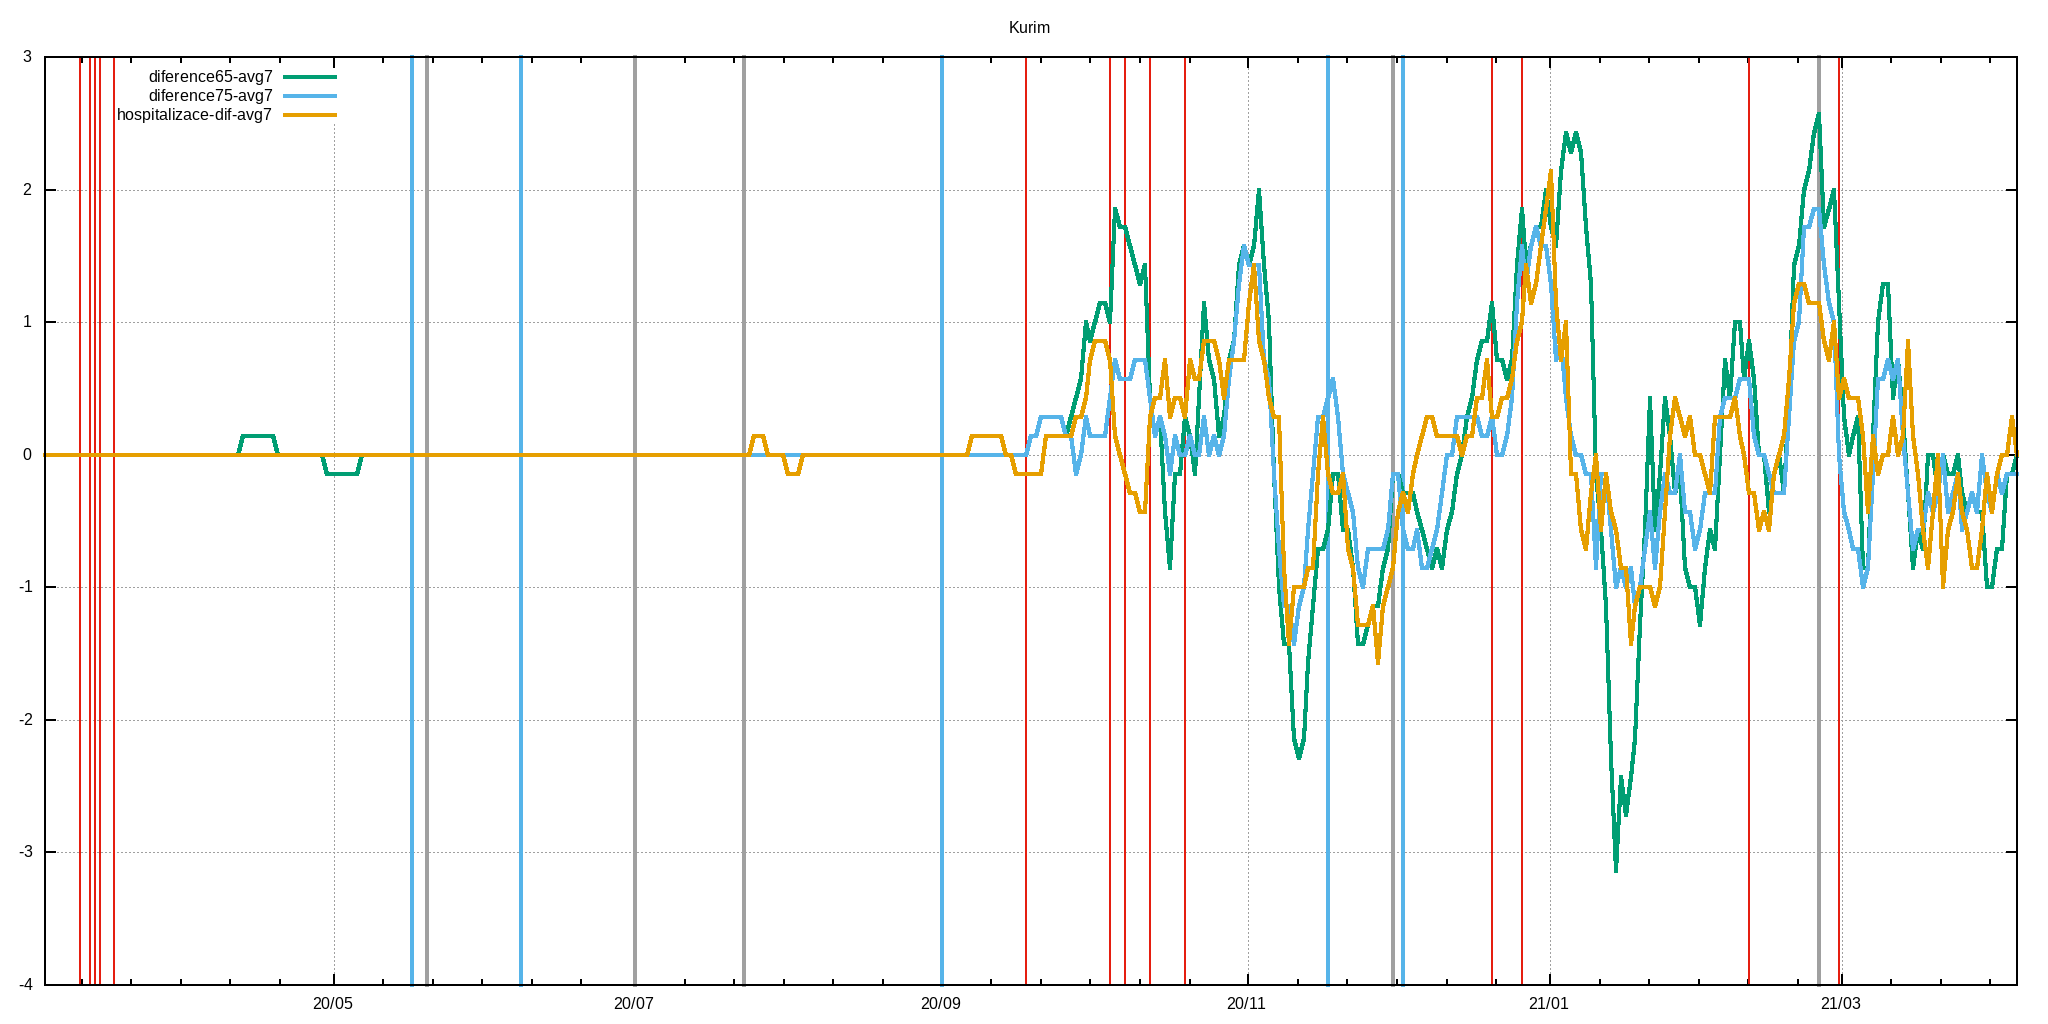 Kurim
3
diference65-avg7
diference75-avg7
hospitalizace-dif-avg7
2
1
0
-1
-2
-3
-4
20/05 20/07 20/09 20/11 21/01 21/03